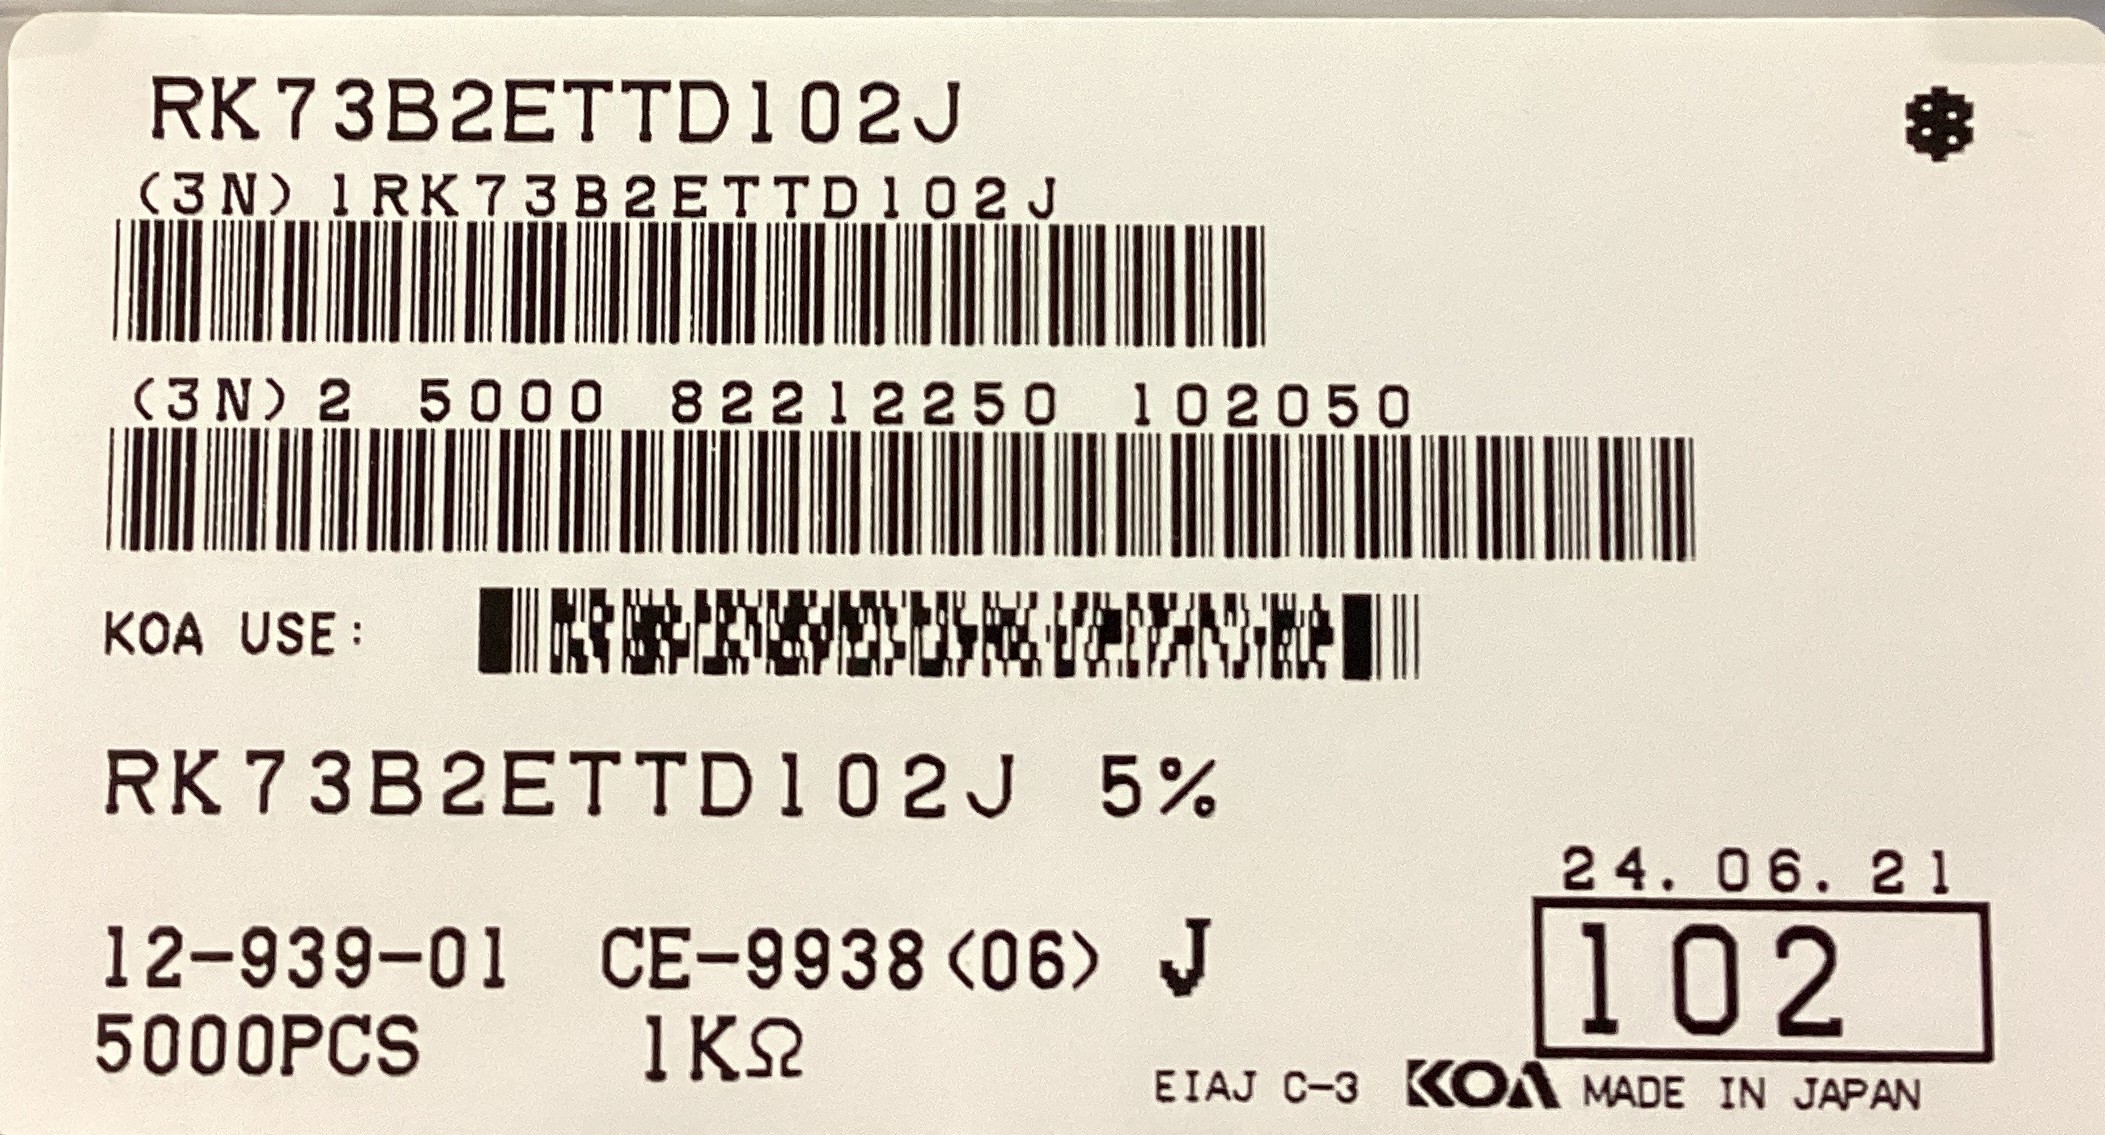 RK73B2ETTD102J
(3N)1RK73B2ETTD102J
(3N)2 5000 82212250 102050
KOA USE:
RK73B2ETTD102J 5%
24.06.21
102
12-939-01 CE-9938(06) J
5000PCS 1KΩ
EIAJ C-3 KOA MADE IN JAPAN